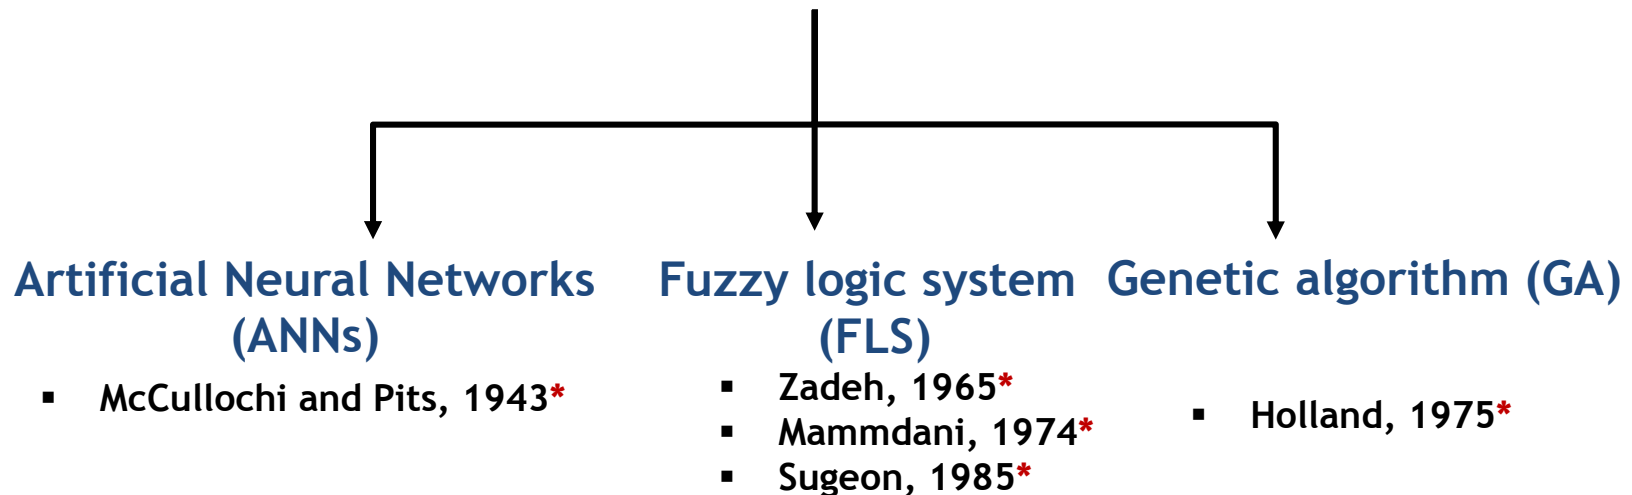 Artificial Neural Networks
(ANNs)
▪ McCullochi and Pits, 1943*
Fuzzy logic system
(FLS)
▪ Zadeh, 1965*
▪ Mammdani, 1974*
▪ Sugeon, 1985*
Genetic algorithm (GA)
▪ Holland, 1975*